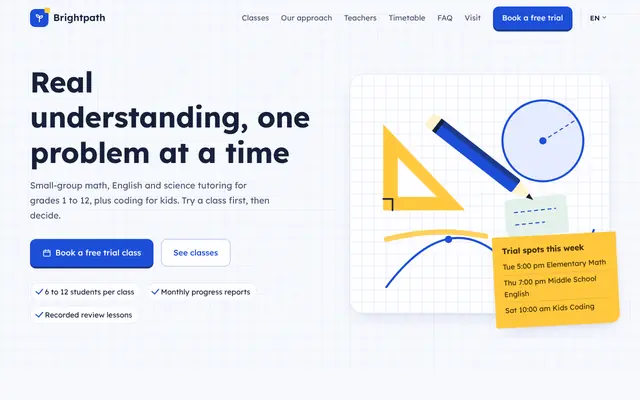 Brightpath
Classes
Our approach
Teachers
Timetable
FAQ
Visit
Book a free trial
EN
Real
understanding, one
problem at a time
Small-group math, English and science tutoring for
grades 1 to 12, plus coding for kids. Try a class first, then
decide.
Book a free trial class
See classes
6 to 12 students per class
Monthly progress reports
Recorded review lessons
Trial spots this week
Tue 5:00 pm Elementary Math
Thu 7:00 pm Middle School
English
Sat 10:00 am Kids Coding